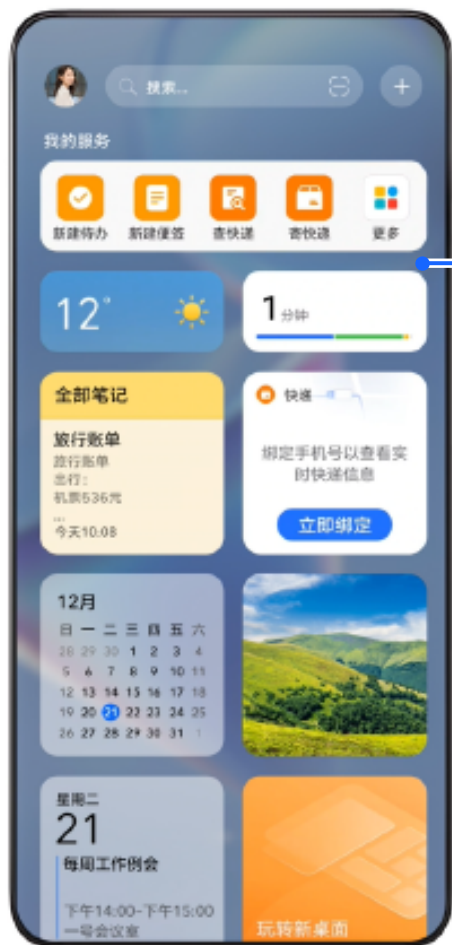 搜索...
我的服务
新建待办 新建便签 查快递 寄快递 更多
12°
1 分钟
全部笔记
旅行账单
旅行账单
出行:
机票536元
...
今天10:08
快递
绑定手机号以查看实
时快递信息
立即绑定
12月
日 一 二 三 四 五 六
28 29 30 1 2 3 4
5 6 7 8 9 10 11
12 13 14 15 16 17 18
19 20 21 22 23 24 25
26 27 28 29 30 31 1
星期二
21
每周工作例会
下午14:00-下午15:00
一号会议室
玩转新桌面